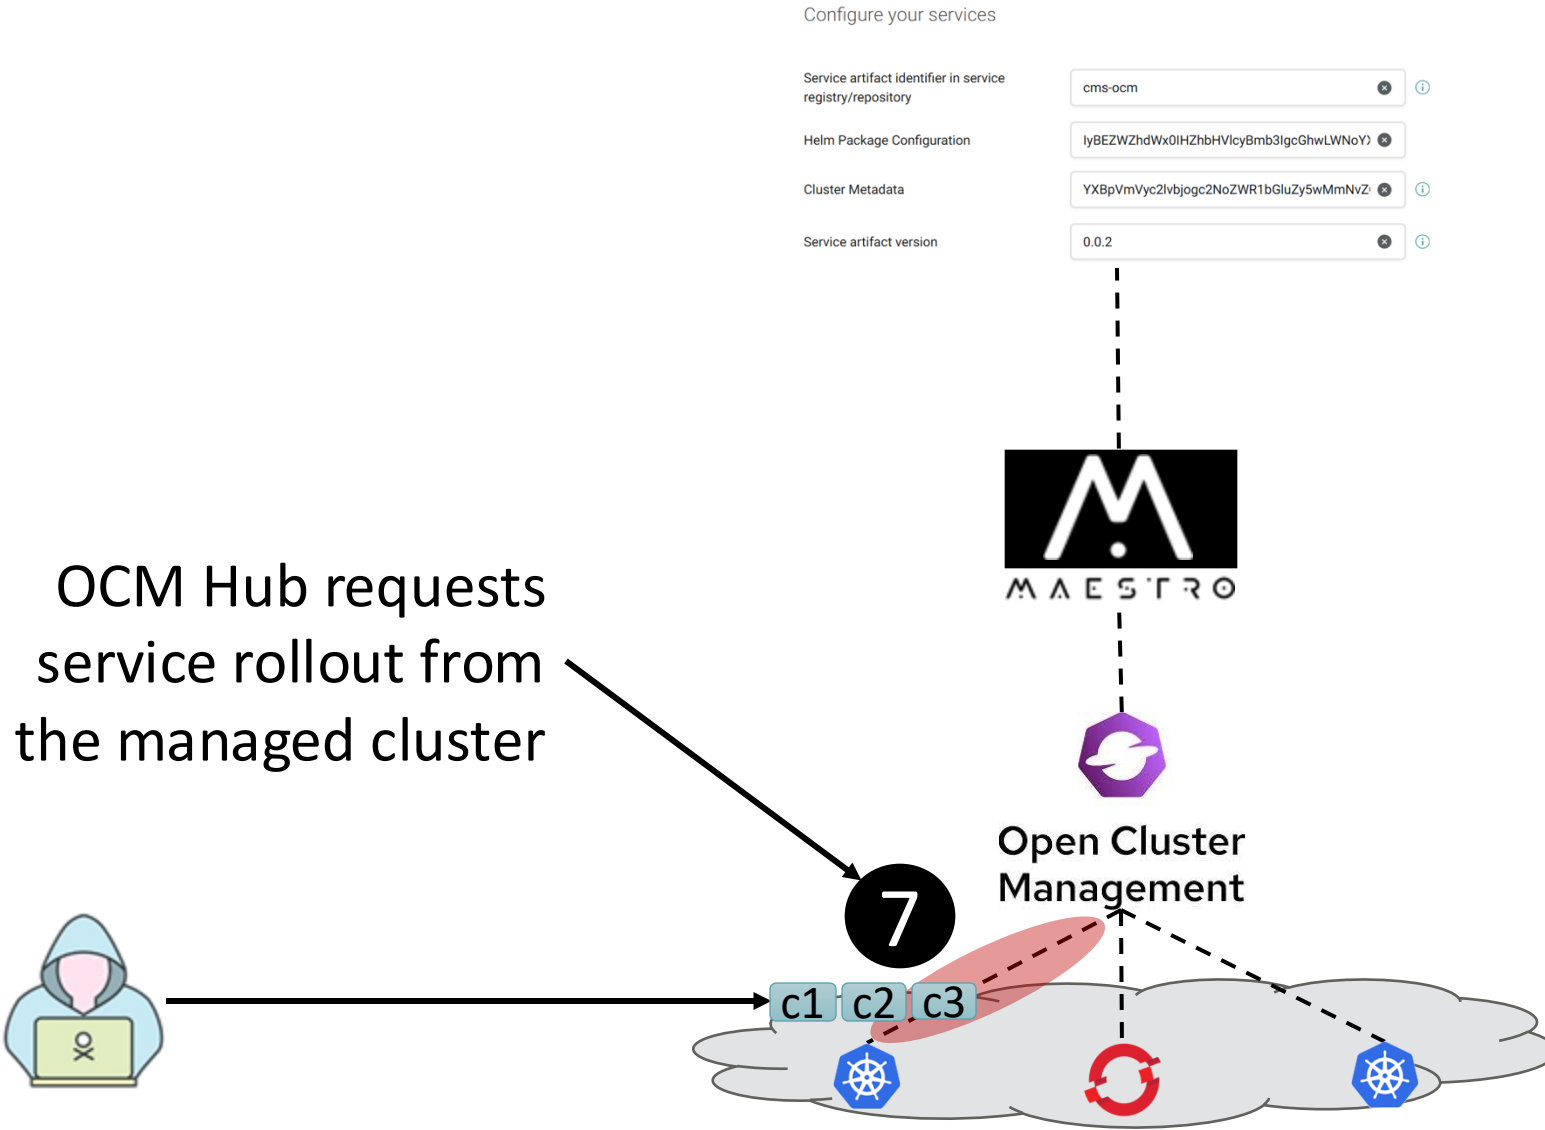 Configure your services
Service artifact identifier in service
registry/repository
cms-ocm
Helm Package Configuration
IyBEZWZhdWx0IHZhbHVlcyBmb3IgcGhwLWNoYX
Cluster Metadata
YXBpVmVyc2lvbjogc2NoZWR1bGluZy5wMmNvZ
Service artifact version
0.0.2
MAESTRO
OCM Hub requests
service rollout from
the managed cluster
Open Cluster
Management
7
c1 c2 c3